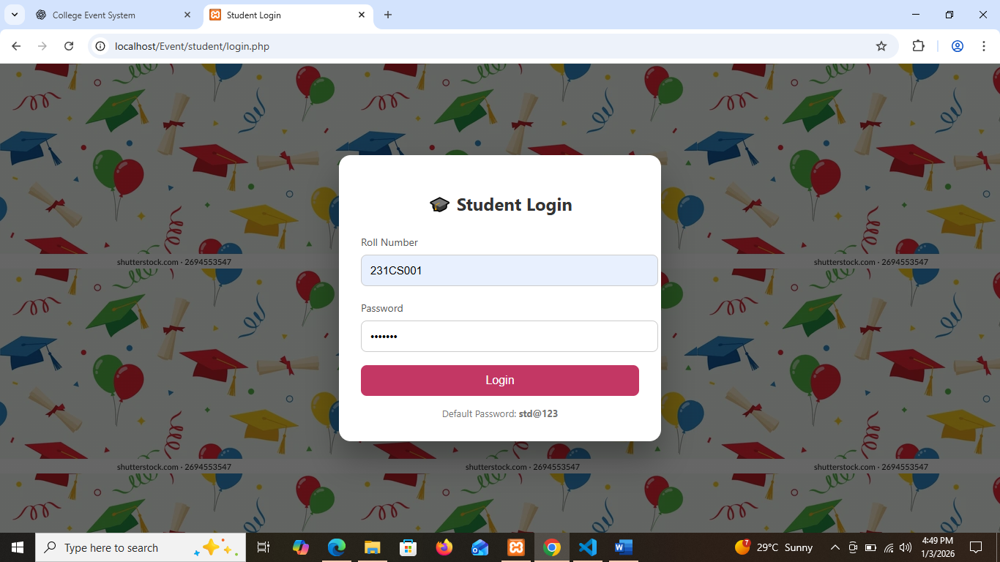 College Event System
Student Login
localhost/Event/student/login.php
Student Login
Roll Number
231CS001
Password
•••••••
Login
Default Password: std@123
shutterstock.com · 2694553547
shutterstock.com · 2694553547
shutterstock.com · 2694553547
shutterstock.com · 2694553547
shutterstock.com · 2694553547
Type here to search
7
29°C Sunny
4:49 PM
1/3/2026